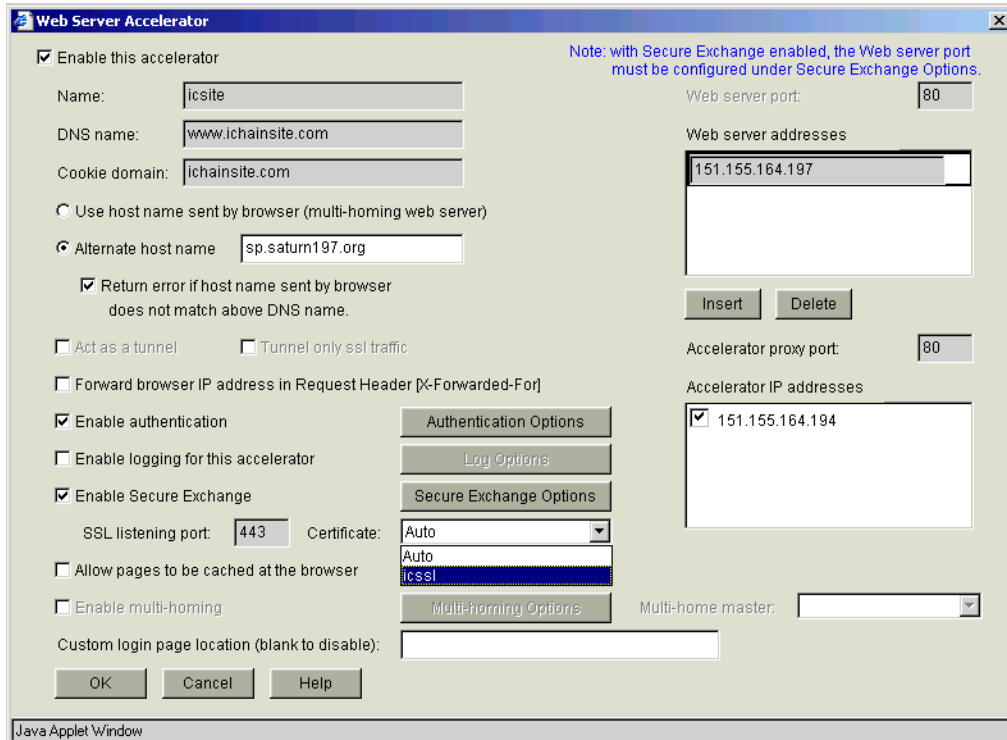 Web Server Accelerator
Enable this accelerator
Note: with Secure Exchange enabled, the Web server port
must be configured under Secure Exchange Options.
Name: icsite
Web server port: 80
DNS name: www.ichainsite.com
Web server addresses
Cookie domain: ichainsite.com
151.155.164.197
Use host name sent by browser (multi-homing web server)
Alternate host name sp.saturn197.org
Return error if host name sent by browser
does not match above DNS name.
Insert Delete
Act as a tunnel Tunnel only ssl traffic
Accelerator proxy port: 80
Forward browser IP address in Request Header [X-Forwarded-For]
Accelerator IP addresses
Enable authentication Authentication Options
151.155.164.194
Enable logging for this accelerator Log Options
Enable Secure Exchange Secure Exchange Options
SSL listening port: 443 Certificate: Auto
Auto
icssl
Allow pages to be cached at the browser
Enable multi-homing Multi-homing Options Multi-home master:
Custom login page location (blank to disable):
OK Cancel Help
Java Applet Window